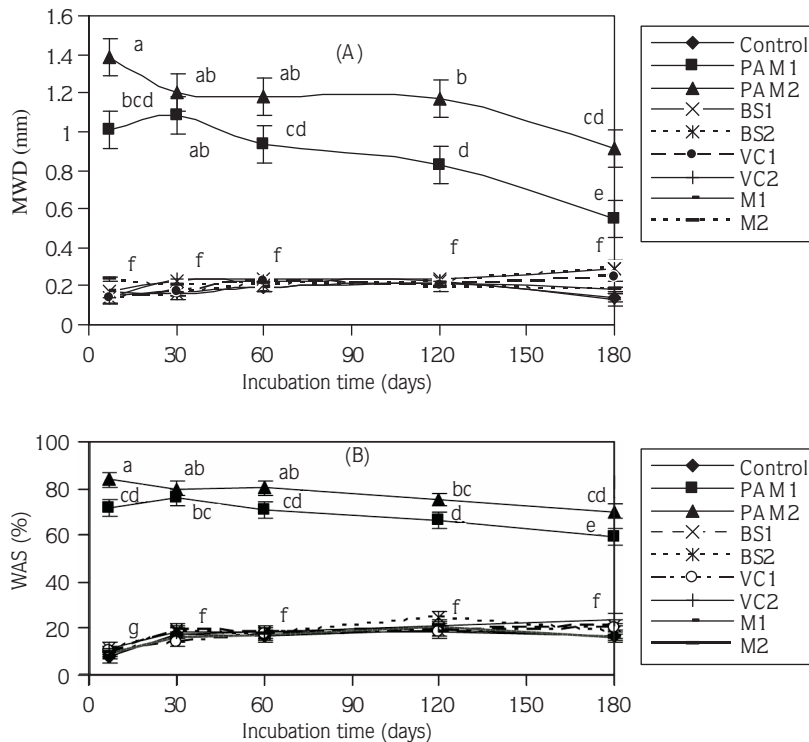 1.6
1.4
1.2
1
0.8
0.6
0.4
0.2
0
MWD (mm)
(A)
a
ab
ab
b
cd
bcd
ab
cd
d
e
f
f
f
f
f
0
30
60
90
120
150
180
Incubation time (days)
Control
PAM1
PAM2
BS1
BS2
VC1
VC2
M1
M2
100
80
60
40
20
0
WAS (%)
(B)
a
ab
ab
bc
cd
cd
bc
cd
d
e
g
f
f
f
f
0
30
60
90
120
150
180
Incubation time (days)
Control
PAM1
PAM2
BS1
BS2
VC1
VC2
M1
M2